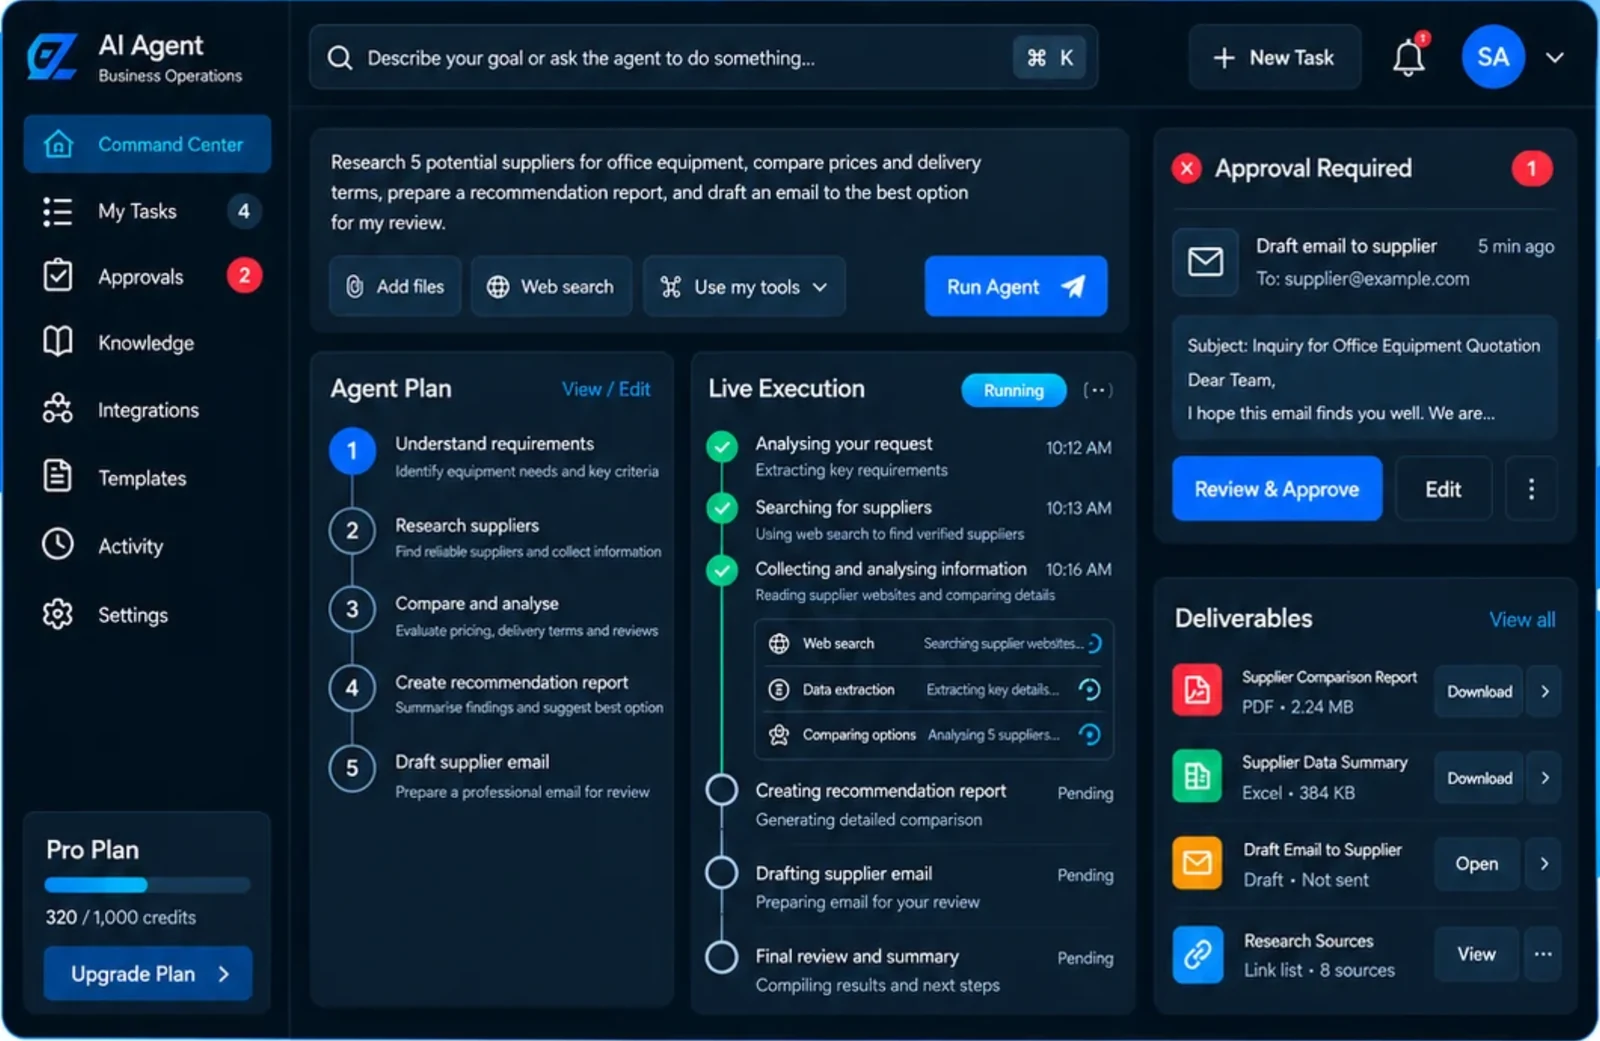 AI Agent
Business Operations
Command Center
My Tasks 4
Approvals 2
Knowledge
Integrations
Templates
Activity
Settings
Pro Plan
320 / 1,000 credits
Upgrade Plan
Describe your goal or ask the agent to do something...
⌘ K
+ New Task
1
SA
Research 5 potential suppliers for office equipment, compare prices and delivery
terms, prepare a recommendation report, and draft an email to the best option
for my review.
Add files
Web search
Use my tools
Run Agent
Agent Plan
View / Edit
1
Understand requirements
Identify equipment needs and key criteria
2
Research suppliers
Find reliable suppliers and collect information
3
Compare and analyse
Evaluate pricing, delivery terms and reviews
4
Create recommendation report
Summarise findings and suggest best option
5
Draft supplier email
Prepare a professional email for review
Live Execution
Running
Analysing your request 10:12 AM
Extracting key requirements
Searching for suppliers 10:13 AM
Using web search to find verified suppliers
Collecting and analysing information 10:16 AM
Reading supplier websites and comparing details
Web search Searching supplier websites...
Data extraction Extracting key details...
Comparing options Analysing 5 suppliers...
Creating recommendation report Pending
Generating detailed comparison
Drafting supplier email Pending
Preparing email for your review
Final review and summary Pending
Compiling results and next steps
Approval Required 1
Draft email to supplier 5 min ago
To: supplier@example.com
Subject: Inquiry for Office Equipment Quotation
Dear Team,
I hope this email finds you well. We are...
Review & Approve
Edit
Deliverables
View all
Supplier Comparison Report
PDF • 2.24 MB
Download
Supplier Data Summary
Excel • 384 KB
Download
Draft Email to Supplier
Draft • Not sent
Open
Research Sources
Link list • 8 sources
View